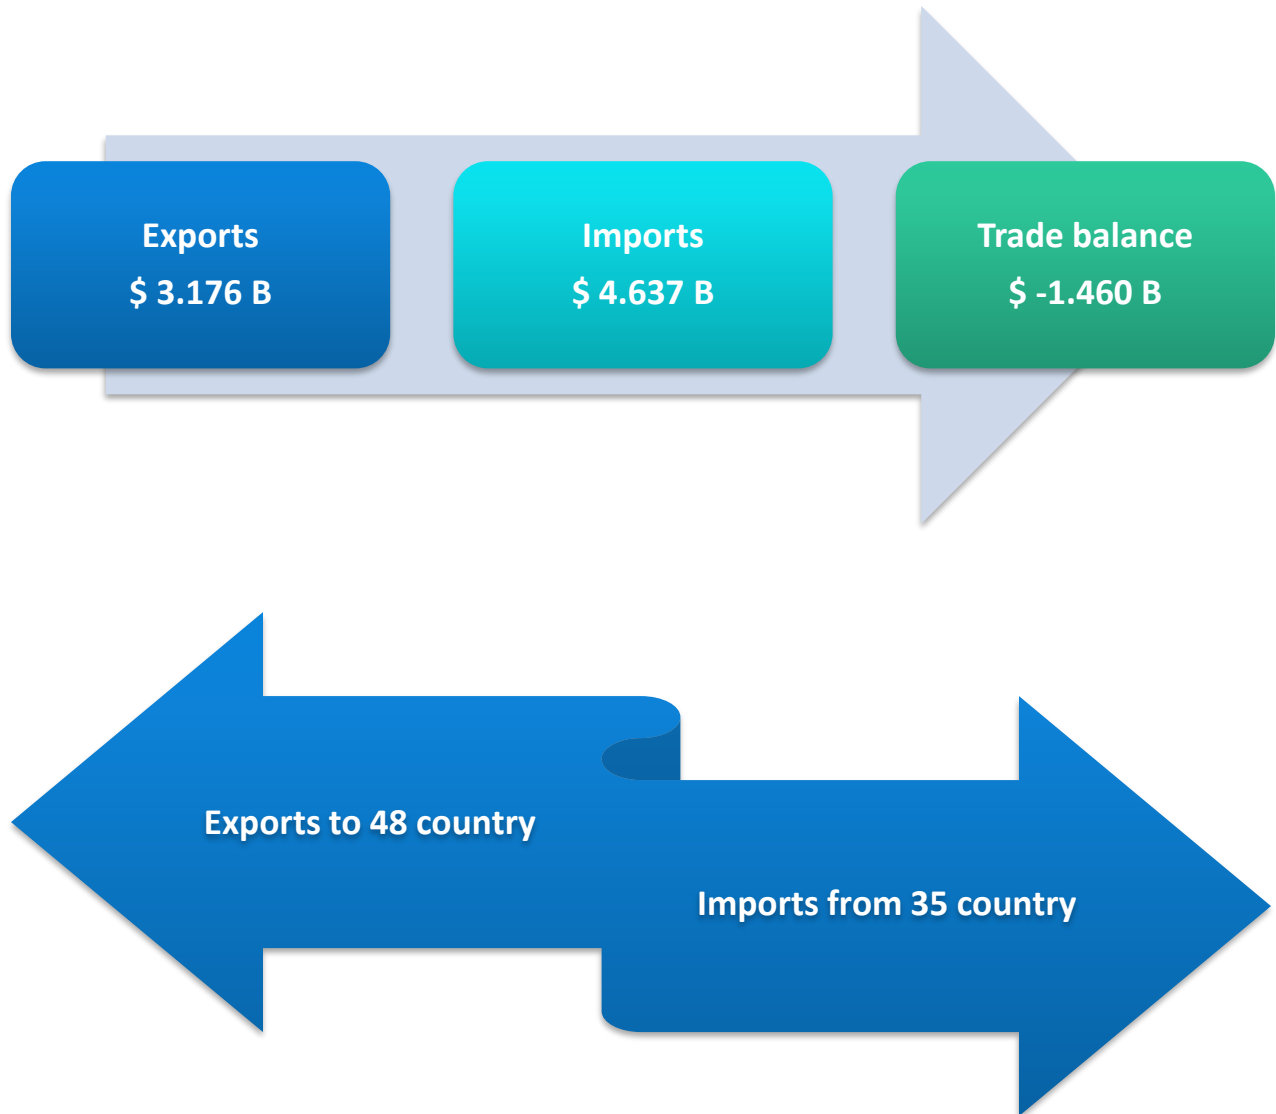 Exports
$ 3.176 B
Imports
$ 4.637 B
Trade balance
$ -1.460 B
Exports to 48 country
Imports from 35 country